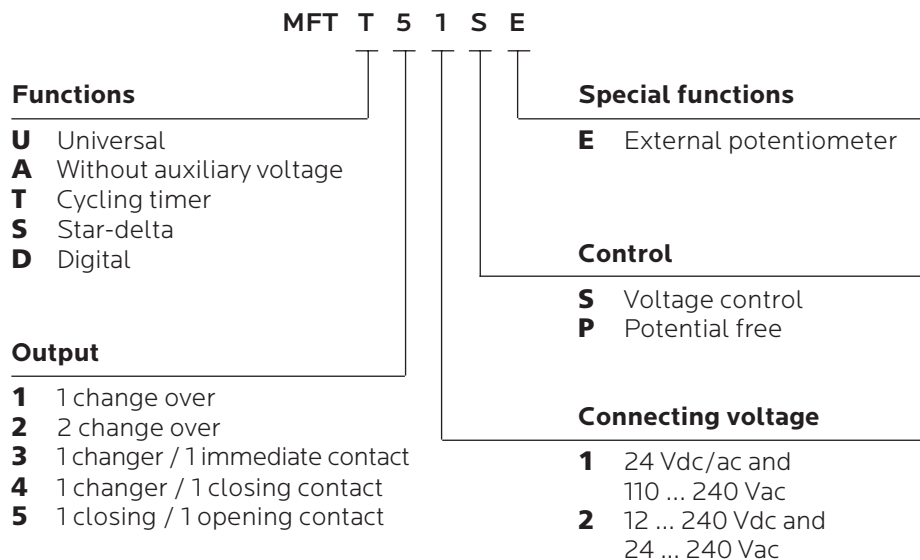 MFT T 5 1 S E
Functions
U Universal
A Without auxiliary voltage
T Cycling timer
S Star-delta
D Digital
Output
1 1 change over
2 2 change over
3 1 changer / 1 immediate contact
4 1 changer / 1 closing contact
5 1 closing / 1 opening contact
Special functions
E External potentiometer
Control
S Voltage control
P Potential free
Connecting voltage
1 24 Vdc/ac and
110 ... 240 Vac
2 12 ... 240 Vdc and
24 ... 240 Vac